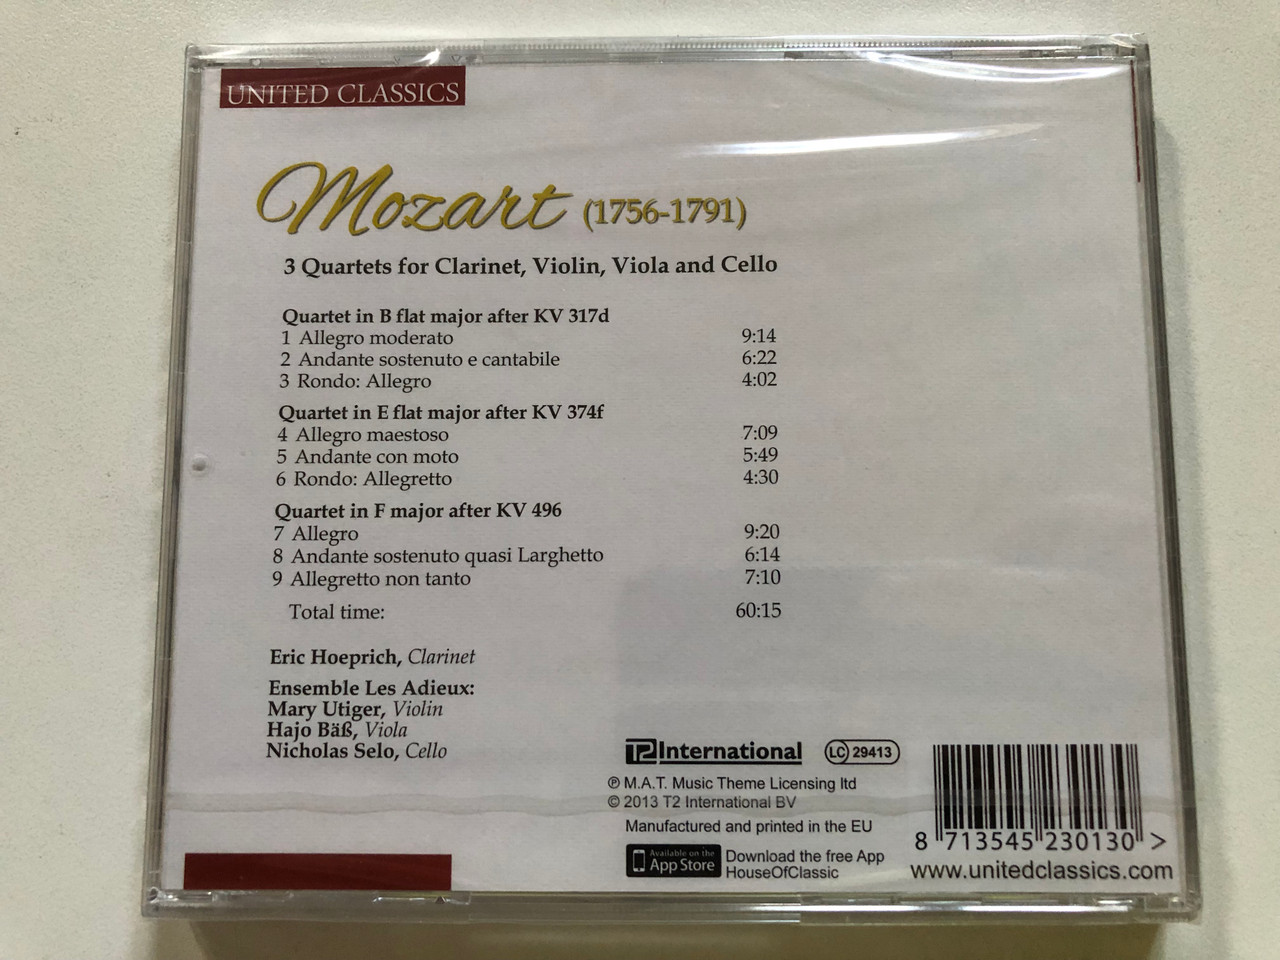 UNITED CLASSICS
Mozart (1756-1791)
3 Quartets for Clarinet, Violin, Viola and Cello
Quartet in B flat major after KV 317d
1 Allegro moderato 9:14
2 Andante sostenuto e cantabile 6:22
3 Rondo: Allegro 4:02
Quartet in E flat major after KV 374f
4 Allegro maestoso 7:09
5 Andante con moto 5:49
6 Rondo: Allegretto 4:30
Quartet in F major after KV 496
7 Allegro 9:20
8 Andante sostenuto quasi Larghetto 6:14
9 Allegretto non tanto 7:10
Total time: 60:15
Eric Hoeprich, Clarinet
Ensemble Les Adieux:
Mary Utiger, Violin
Hajo Bäß, Viola
Nicholas Selo, Cello
T2 International LC 29413
℗ M.A.T. Music Theme Licensing ltd
© 2013 T2 International BV
Manufactured and printed in the EU
Available on the
App Store
Download the free App
HouseOfClassic
8 713545 230130 >
www.unitedclassics.com